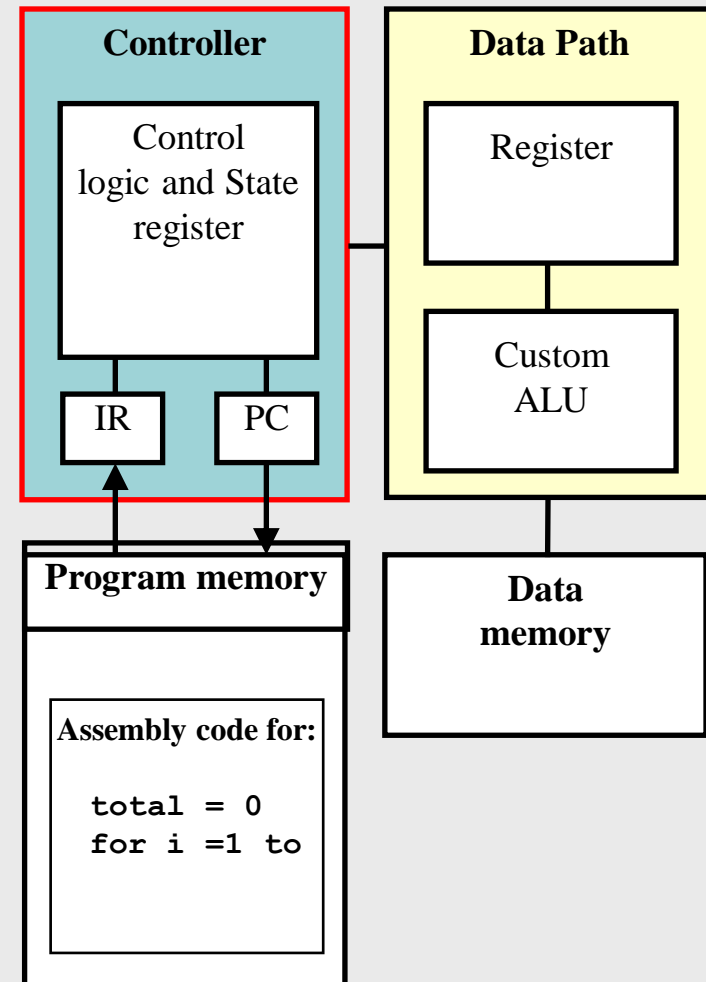 Controller
Control
logic and State
register
IR
PC
Data Path
Register
Custom
ALU
Program memory
Assembly code for:
total = 0
for i =1 to
Data
memory